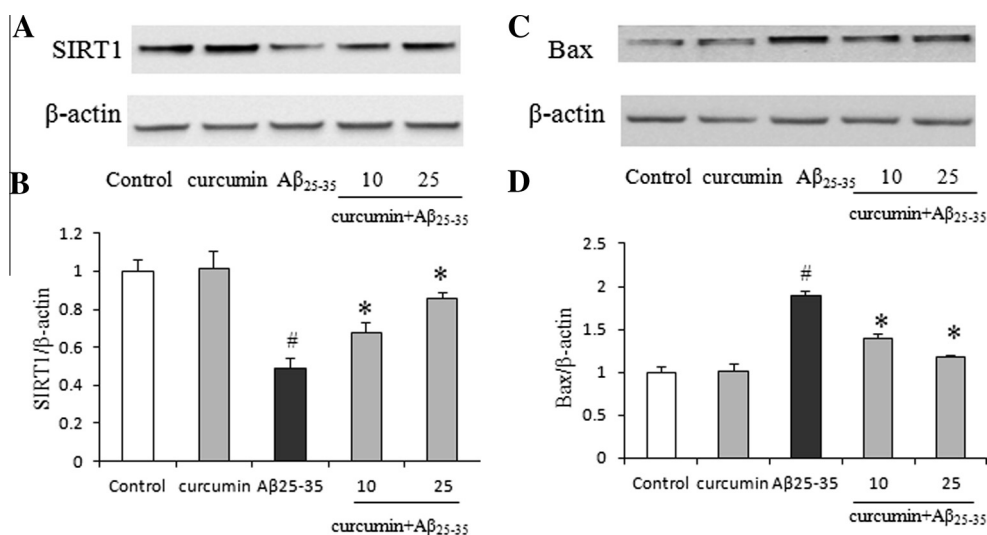 A
SIRT1
β-actin
Control curcumin Aβ25-35 10 25
curcumin+Aβ25-35
B
1.2
1
0.8
0.6
0.4
0.2
0
SIRT1/β-actin
#
*
*
Control curcumin Aβ25-35 10 25
curcumin+Aβ25-35
C
Bax
β-actin
Control curcumin Aβ25-35 10 25
curcumin+Aβ25-35
D
2.5
2
1.5
1
0.5
0
Bax/β-actin
#
*
*
Control curcumin Aβ25-35 10 25
curcumin+Aβ25-35